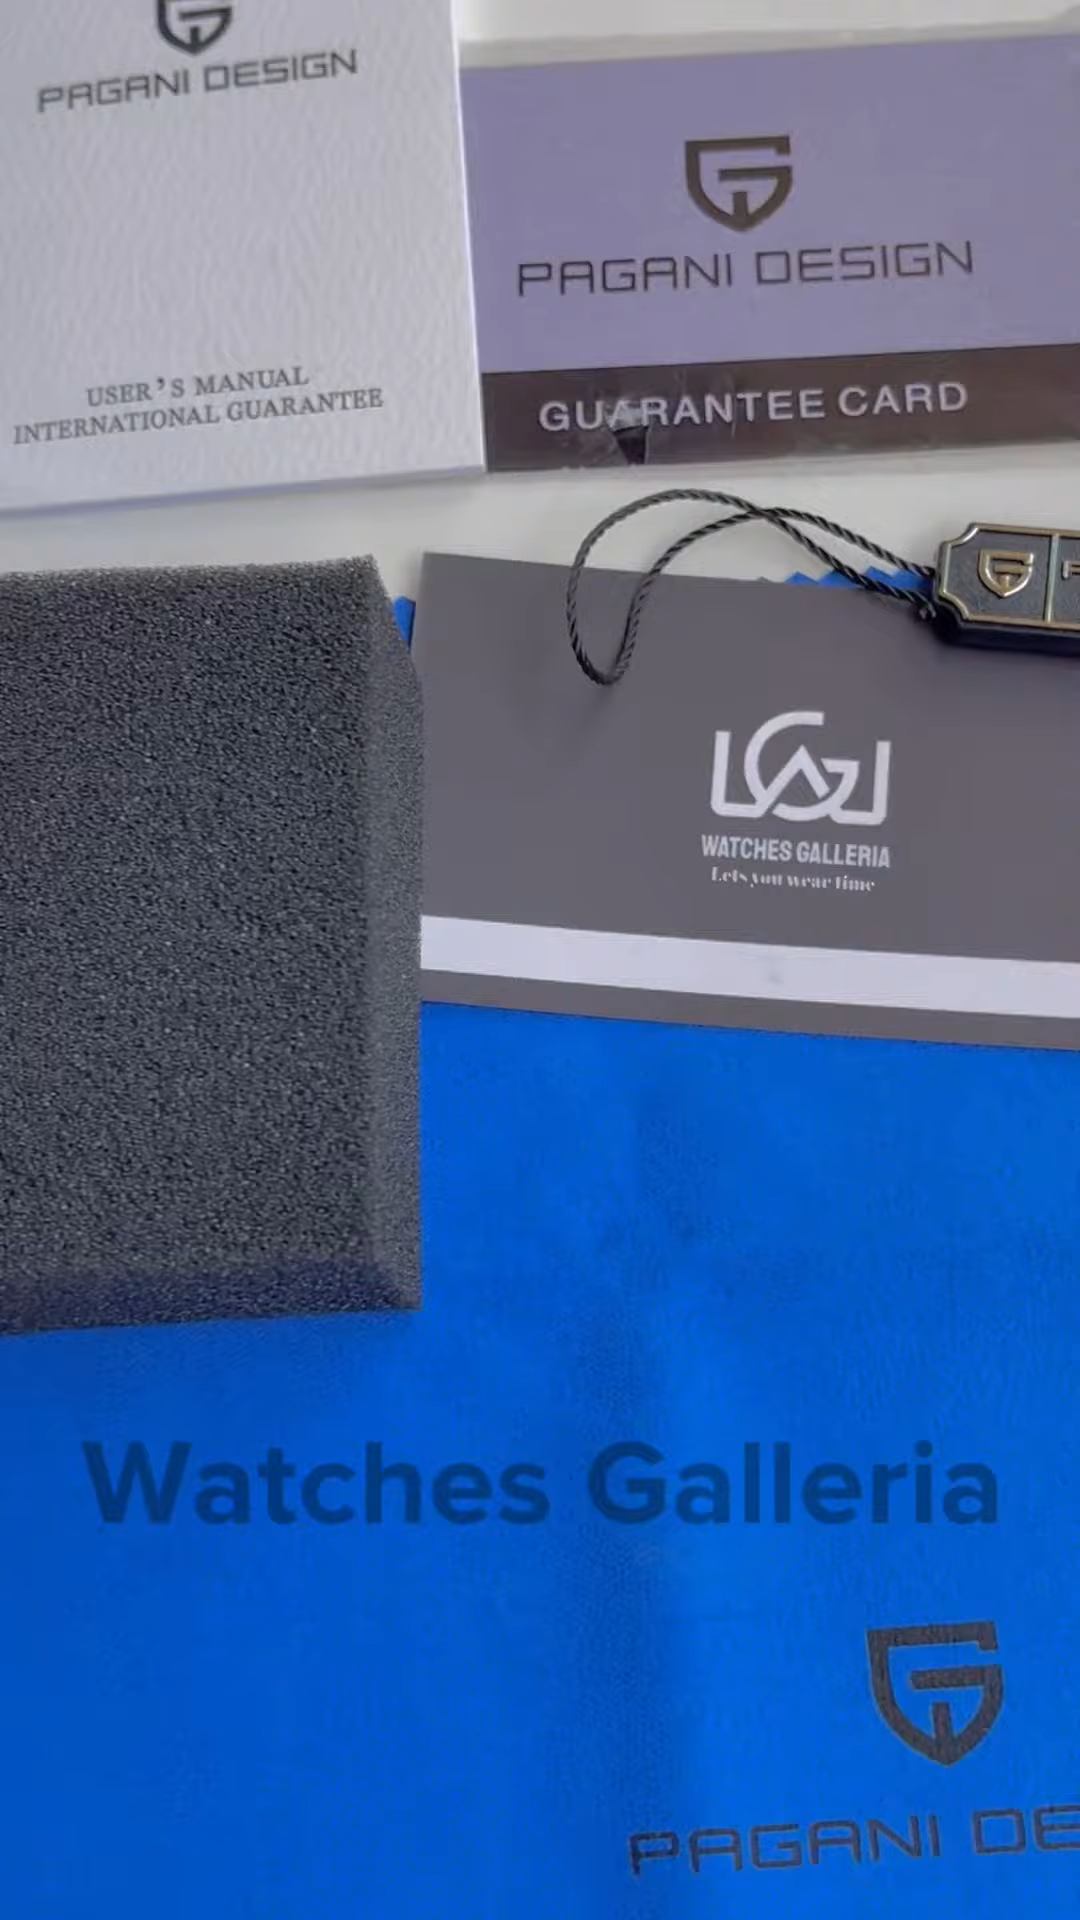 PAGANI DESIGN
USER'S MANUAL
INTERNATIONAL GUARANTEE
PAGANI DESIGN
GUARANTEE CARD
WATCHES GALLERIA
Lets you wear time
Watches Galleria
PAGANI DE